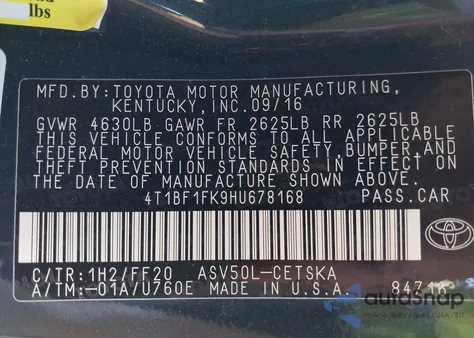 lbs
MFD.BY:TOYOTA MOTOR MANUFACTURING,
KENTUCKY,INC.09/16
GVWR 4630LB GAWR FR 2625LB RR 2625LB
THIS VEHICLE CONFORMS TO ALL APPLICABLE
FEDERAL MOTOR VEHICLE SAFETY,BUMPER,AND
THEFT PREVENTION STANDARDS IN EFFECT ON
THE DATE OF MANUFACTURE SHOWN ABOVE.
4T1BF1FK9HU678168 PASS.CAR
C/TR:1H2/FF20 ASV50L-CETSKA
A/TM:-01A/U760E MADE IN U.S.A. 84716
autoSnap